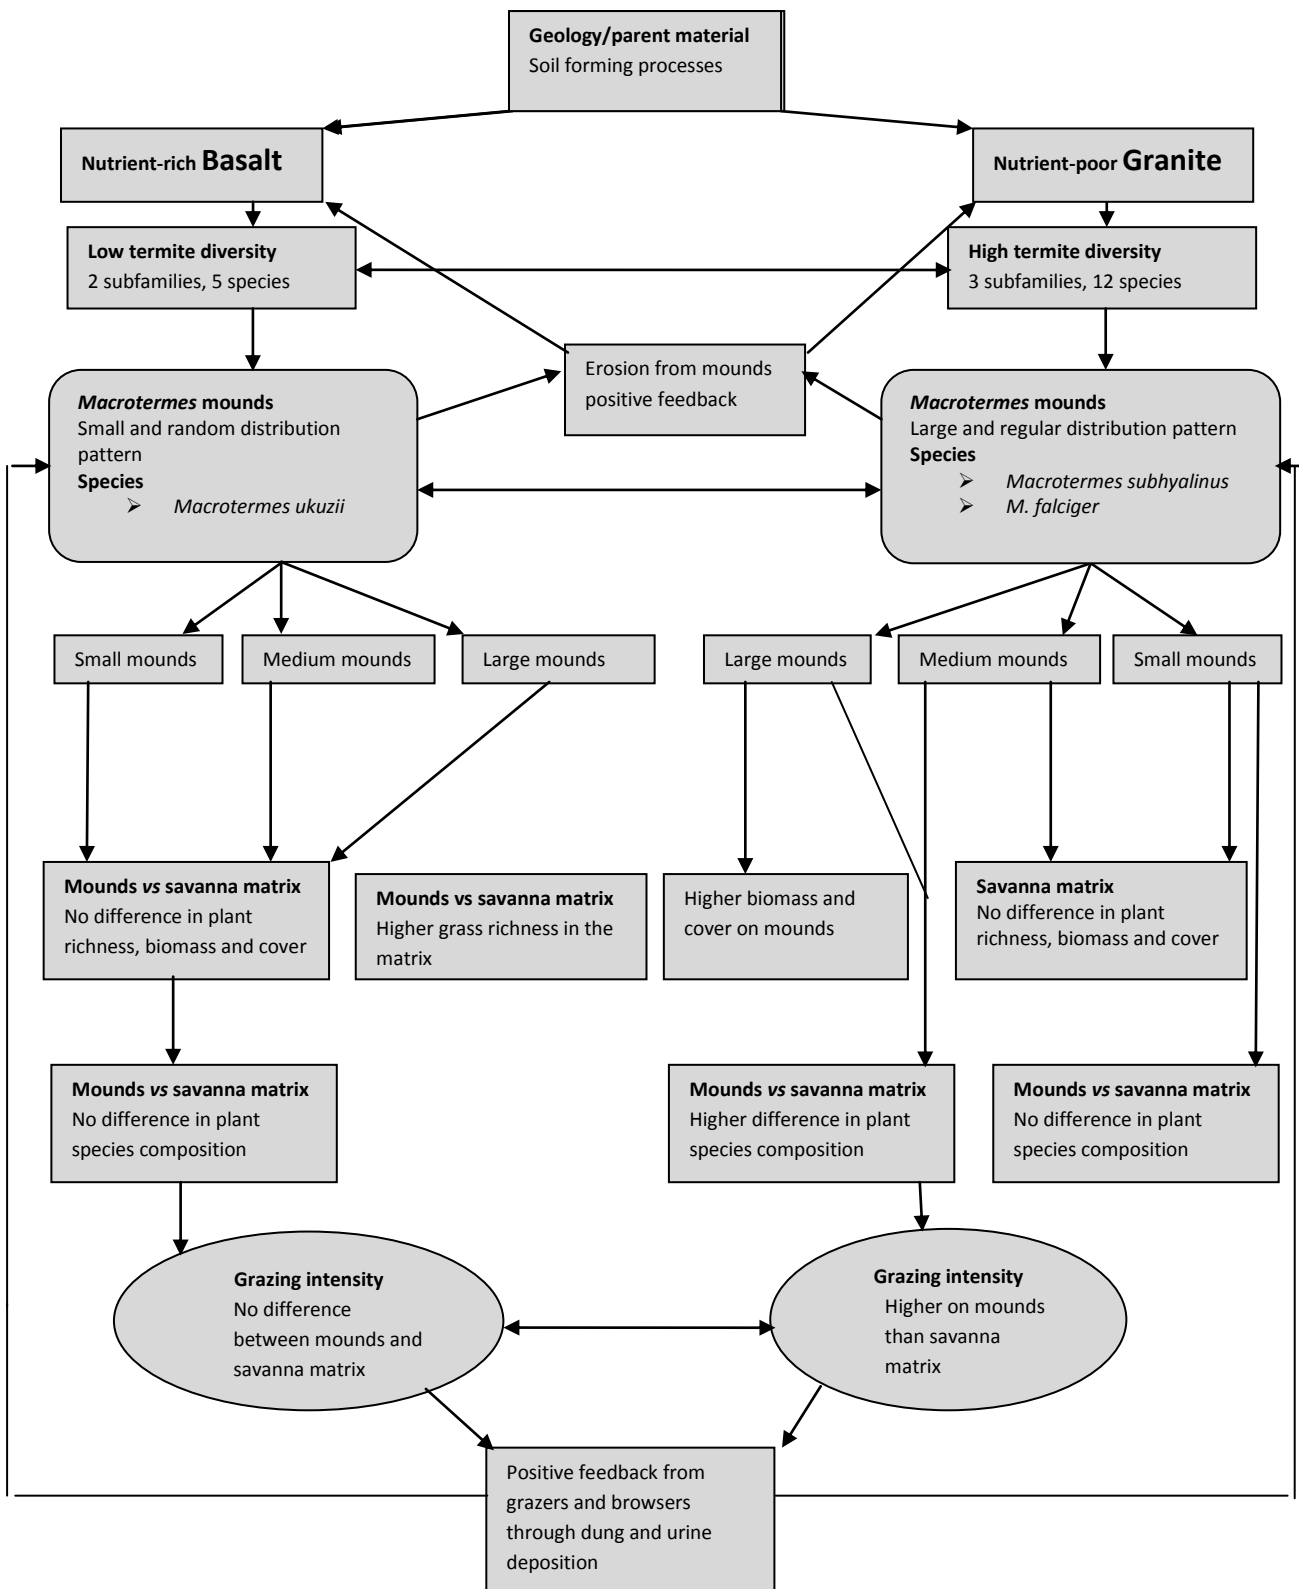 Geology/parent material
Soil forming processes
Nutrient-rich Basalt
Nutrient-poor Granite
Low termite diversity
2 subfamilies, 5 species
High termite diversity
3 subfamilies, 12 species
Erosion from mounds
positive feedback
Macrotermes mounds
Small and random distribution
pattern
Species
➢ Macrotermes ukuzii
Macrotermes mounds
Large and regular distribution pattern
Species
➢ Macrotermes subhyalinus
➢ M. falciger
Small mounds
Medium mounds
Large mounds
Large mounds
Medium mounds
Small mounds
Mounds vs savanna matrix
No difference in plant
richness, biomass and cover
Mounds vs savanna matrix
Higher grass richness in the
matrix
Higher biomass and
cover on mounds
Savanna matrix
No difference in plant
richness, biomass and cover
Mounds vs savanna matrix
No difference in plant
species composition
Mounds vs savanna matrix
Higher difference in plant
species composition
Mounds vs savanna matrix
No difference in plant
species composition
Grazing intensity
No difference
between mounds and
savanna matrix
Grazing intensity
Higher on mounds
than savanna
matrix
Positive feedback from
grazers and browsers
through dung and urine
deposition